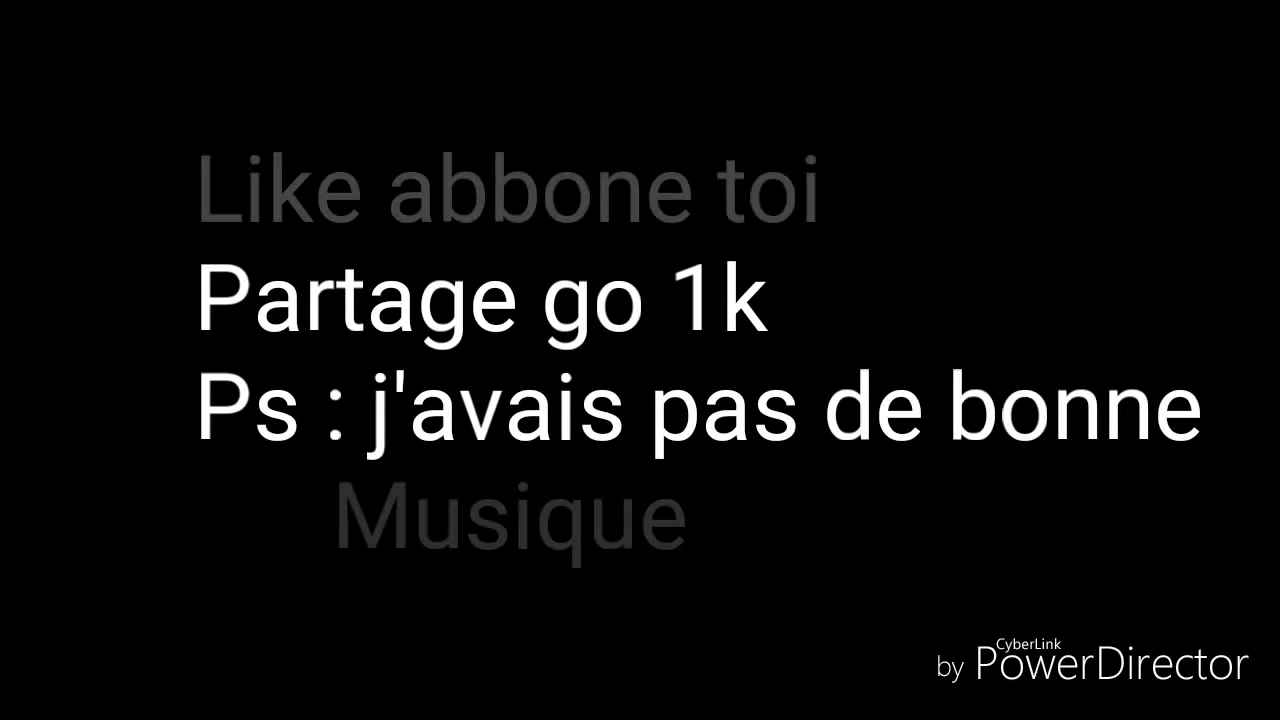 Like abbone toi
Partage go 1k
Ps : j'avais pas de bonne
Musique
CyberLink
by PowerDirector